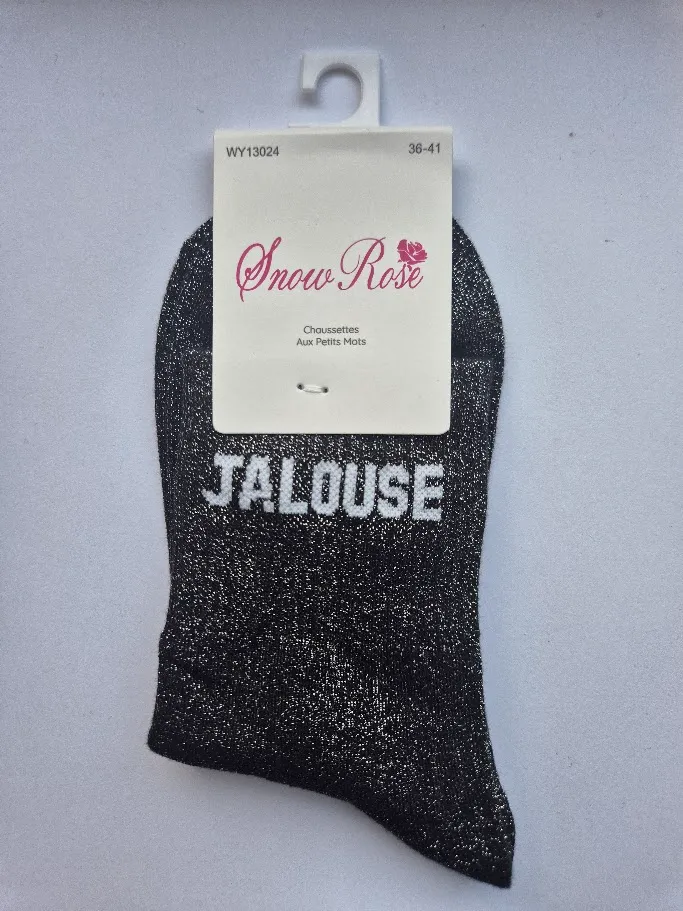 WY13024 36-41
Snow Rose
Chaussettes
Aux Petits Mots
JALOUSE